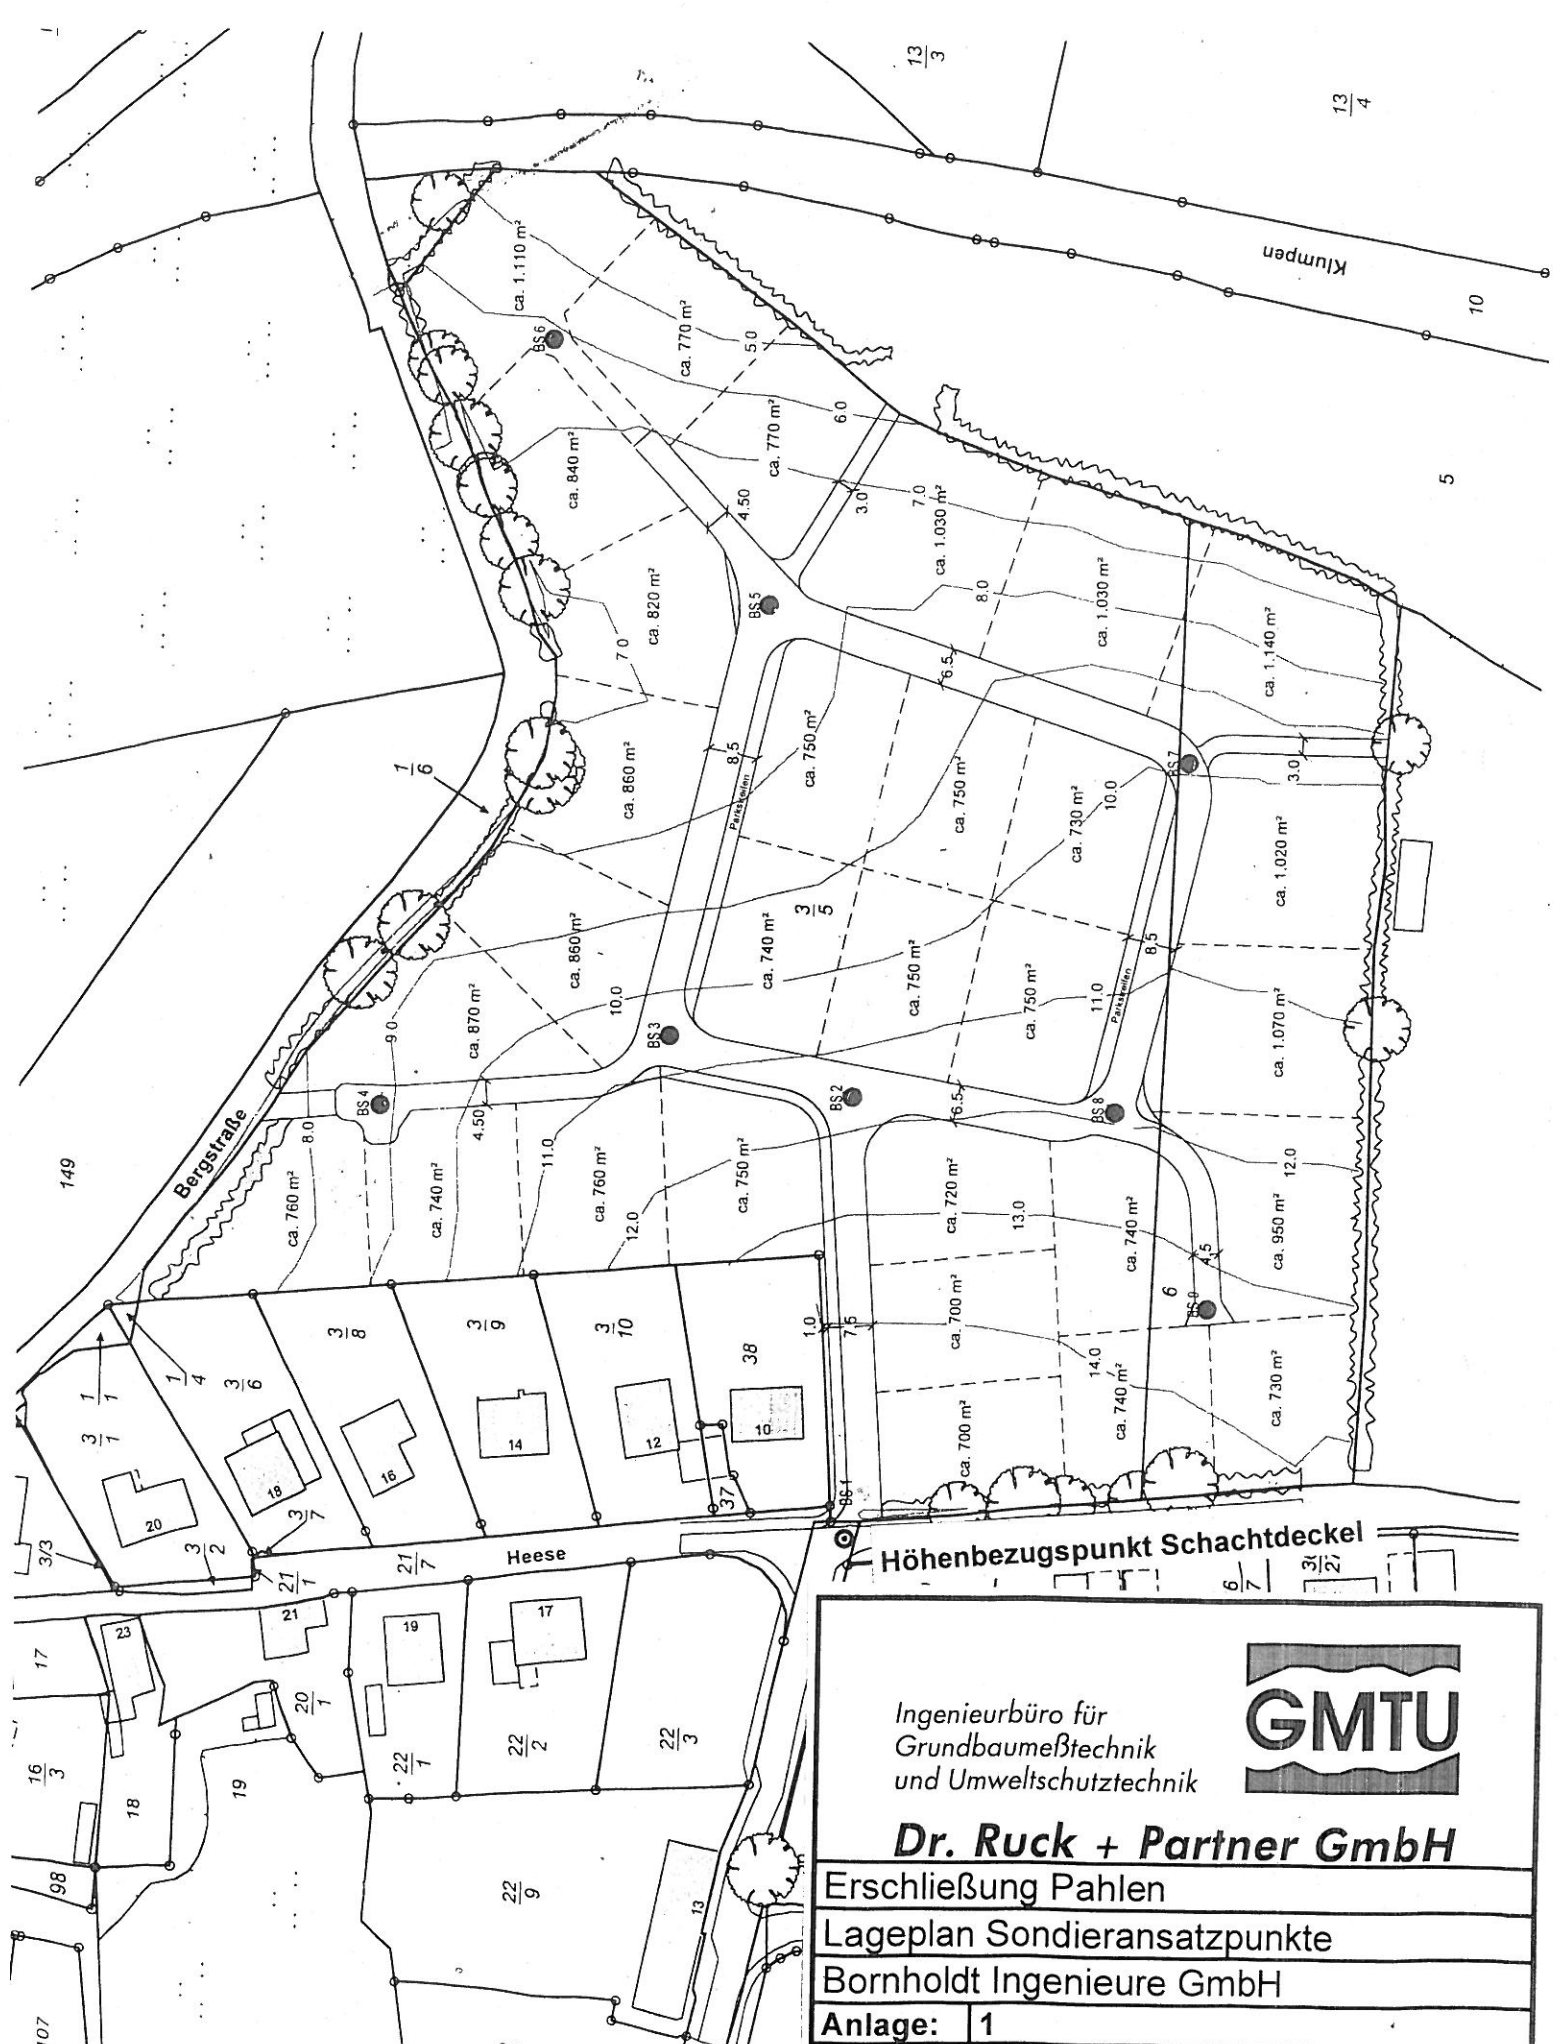 13/3
13/4
Klumpen
10
5
ca. 1.110 m²
BS 6
ca. 770 m²
5.0
6.0
ca. 770 m²
ca. 840 m²
4.50
3.0
7.0
ca. 1.030 m²
8.0
ca. 1.030 m²
ca. 820 m²
BS 5
7 0
6.5
ca. 1.140 m²
1/6
ca. 860 m²
8.5
Parkstreifen
ca. 750 m²
ca. 750 m²
ca. 730 m²
10.0
BS 7
3.0
ca. 1.020 m²
3/5
ca. 860 m²
ca. 740 m²
ca. 750 m²
ca. 750 m²
11.0
Parkstreifen
8.5
ca. 1.070 m²
9.0
ca. 870 m²
10.0
BS 3
BS 4
BS 2
BS 8
6.5
4.50
8.0
Bergstraße
149
ca. 760 m²
ca. 740 m²
11.0
ca. 760 m²
12.0
ca. 750 m²
ca. 720 m²
13.0
ca. 740 m²
12.0
ca. 950 m²
4.5
6
BS 9
1/1
1/4
3/1
3/6
3/8
3/9
3/10
38
1.0
7.5
ca. 700 m²
14.0
ca. 740 m²
ca. 730 m²
ca. 700 m²
20
18
16
14
12
10
37
BS 1
3/3
3/2
3/7
21/1
21/7
Heese
Höhenbezugspunkt Schachtdeckel
6/7
17
23
21
19
17
16/3
18
20/1
19
22/1
22/2
22/3
98
22/9
13
107
Ingenieurbüro für
Grundbaumeßtechnik
und Umweltschutztechnik
GMTU
Dr. Ruck + Partner GmbH
Erschließung Pahlen
Lageplan Sondieransatzpunkte
Bornholdt Ingenieure GmbH
Anlage: 1